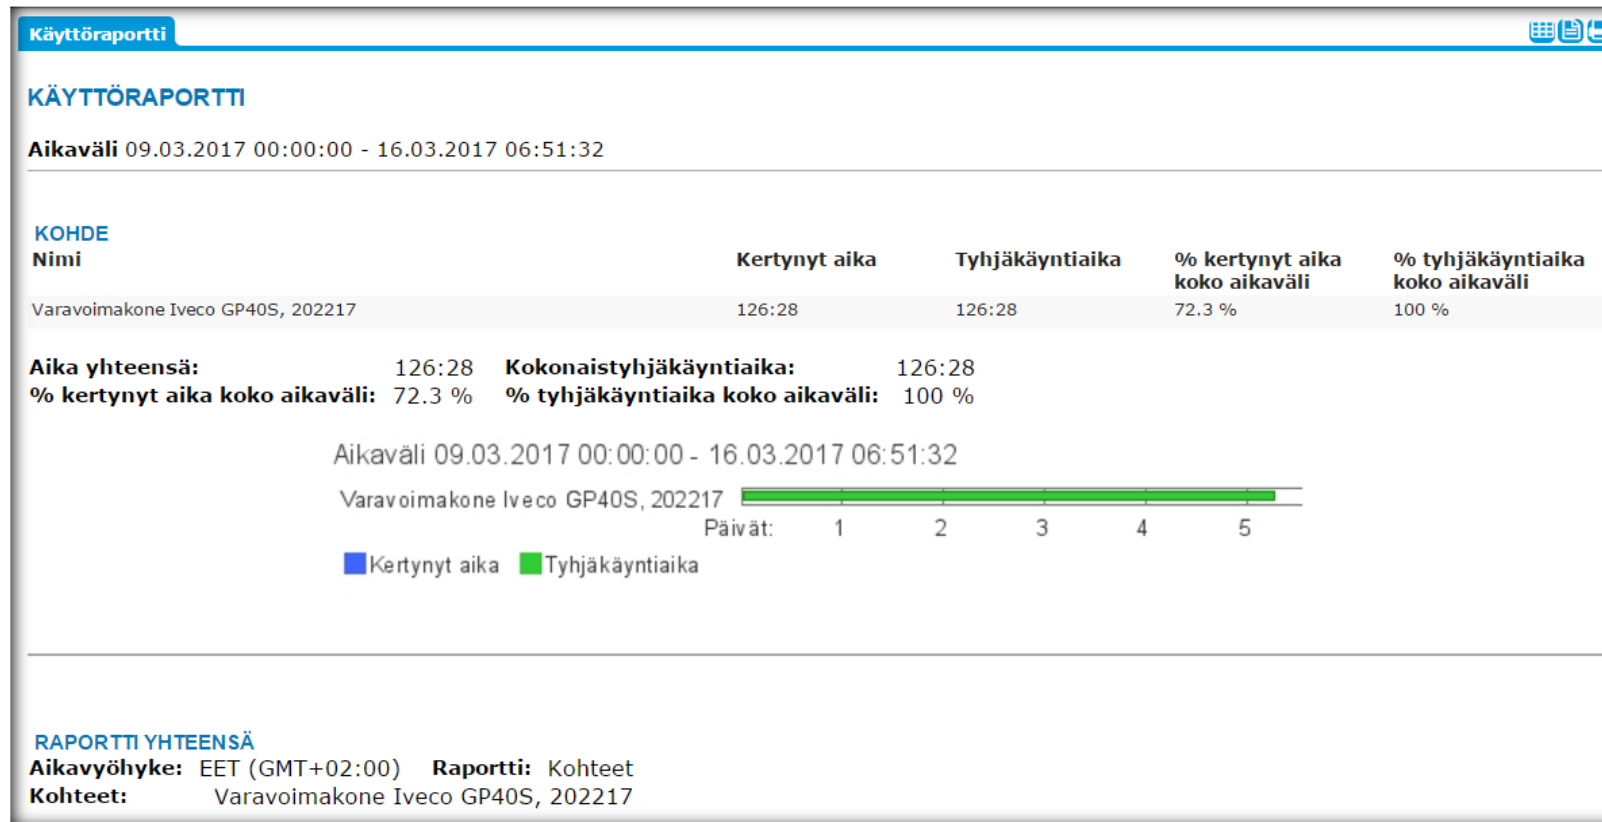 Käyttöraportti
KÄYTTÖRAPORTTI
Aikaväli 09.03.2017 00:00:00 - 16.03.2017 06:51:32
KOHDE
Nimi Kertynyt aika Tyhjäkäyntiaika % kertynyt aika koko aikaväli % tyhjäkäyntiaika koko aikaväli
Varavoimakone Iveco GP40S, 202217 126:28 126:28 72.3 % 100 %
Aika yhteensä: 126:28 Kokonaistyhjäkäyntiaika: 126:28
% kertynyt aika koko aikaväli: 72.3 % % tyhjäkäyntiaika koko aikaväli: 100 %
Aikaväli 09.03.2017 00:00:00 - 16.03.2017 06:51:32
Varavoimakone Iveco GP40S, 202217
Päivät: 1 2 3 4 5
Kertynyt aika Tyhjäkäyntiaika
RAPORTTI YHTEENSÄ
Aikavyöhyke: EET (GMT+02:00) Raportti: Kohteet
Kohteet: Varavoimakone Iveco GP40S, 202217